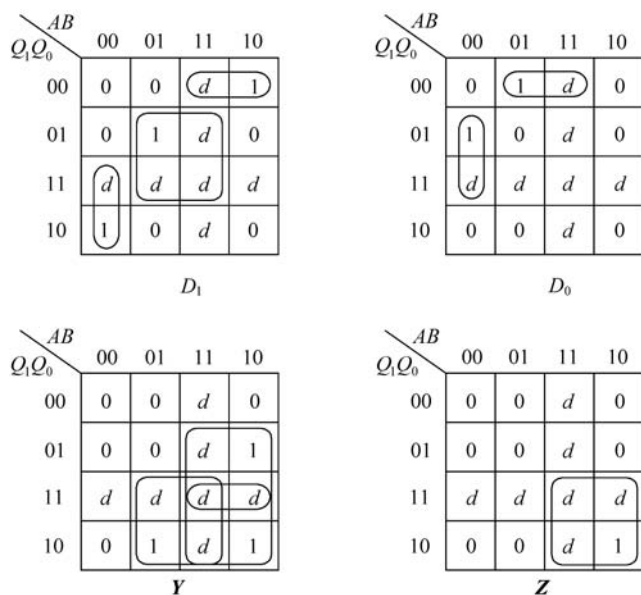 AB AB
Q₁Q₀ 00 01 11 10 Q₁Q₀ 00 01 11 10
00 0 0 d 1 00 0 1 d 0
01 0 1 d 0 01 1 0 d 0
11 d d d d 11 d d d d
10 1 0 d 0 10 0 0 d 0
D₁ D₀
AB AB
Q₁Q₀ 00 01 11 10 Q₁Q₀ 00 01 11 10
00 0 0 d 0 00 0 0 d 0
01 0 0 d 1 01 0 0 d 0
11 d d d d 11 d d d d
10 0 1 d 1 10 0 0 d 1
Y Z